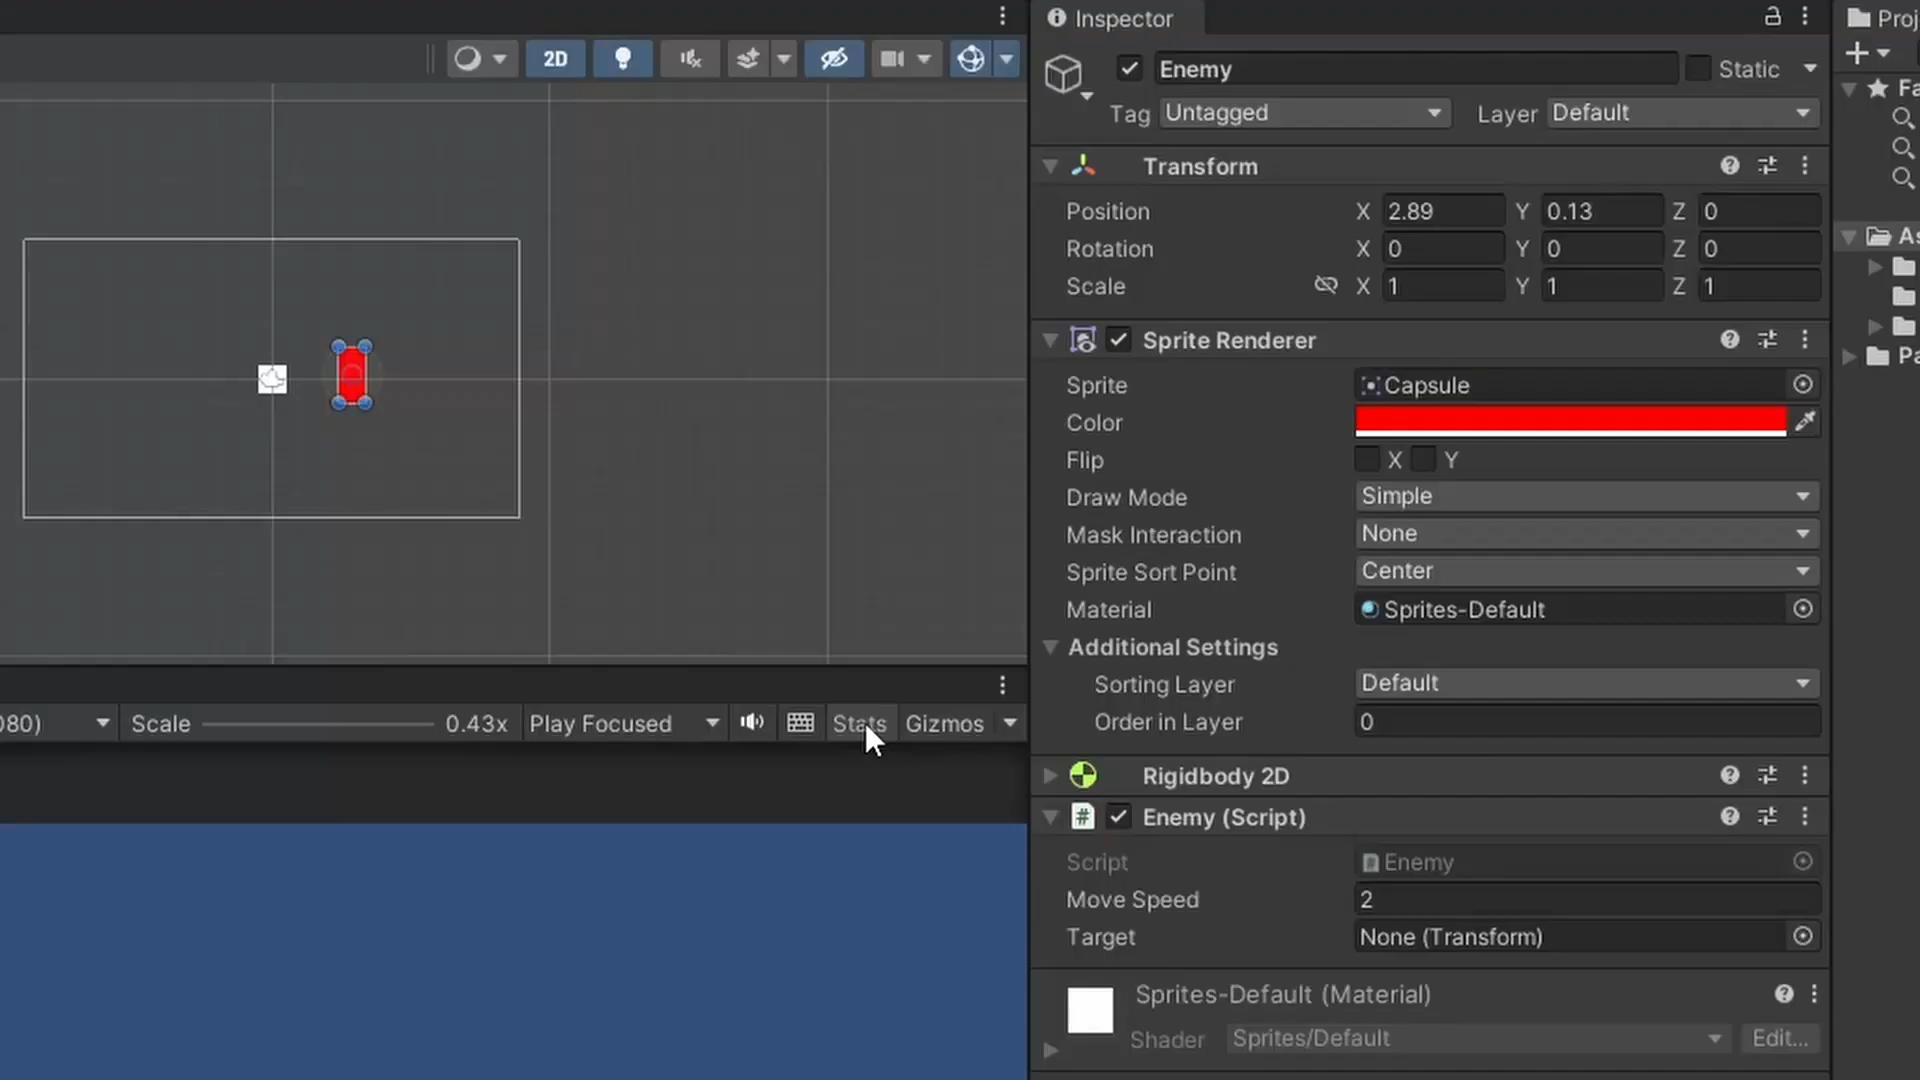 Inspector
Proj
2D
Enemy
Static
Tag Untagged
Layer Default
Fa
Transform
Position X 2.89 Y 0.13 Z 0
Rotation X 0 Y 0 Z 0
Scale X 1 Y 1 Z 1
As
Pa
Sprite Renderer
Sprite Capsule
Color
Flip X Y
Draw Mode Simple
Mask Interaction None
Sprite Sort Point Center
Material Sprites-Default
Additional Settings
Sorting Layer Default
Order in Layer 0
080) Scale 0.43x Play Focused Stats Gizmos
Rigidbody 2D
# Enemy (Script)
Script Enemy
Move Speed 2
Target None (Transform)
Sprites-Default (Material)
Shader Sprites/Default Edit...